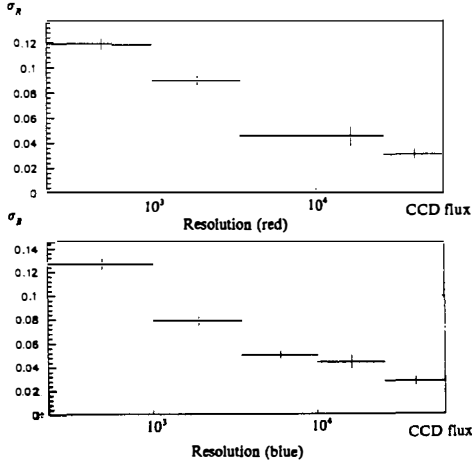 σ_R
0.12
0.1
0.08
0.06
0.04
0.02
0
10³ 10⁴ CCD flux
Resolution (red)
σ_B
0.14
0.12
0.1
0.08
0.06
0.04
0.02
0
10³ 10⁴ CCD flux
Resolution (blue)